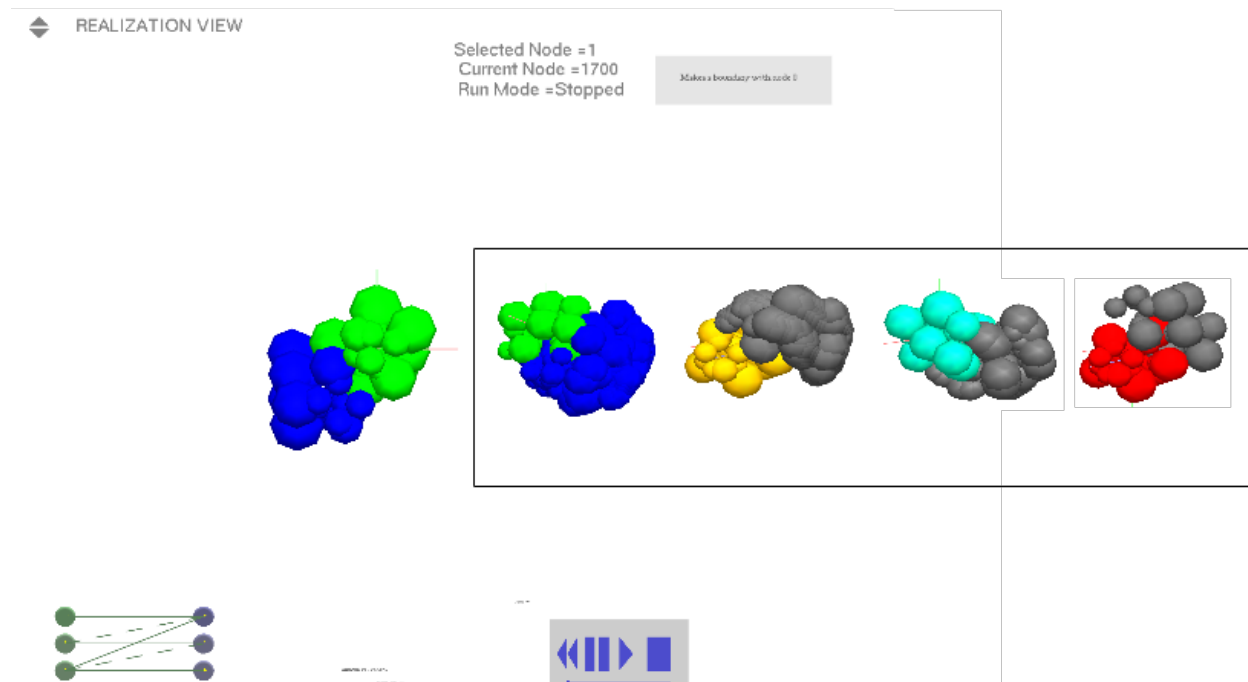 REALIZATION VIEW
Selected Node =1
Current Node =1700
Run Mode =Stopped
Makes a boundary with node 0